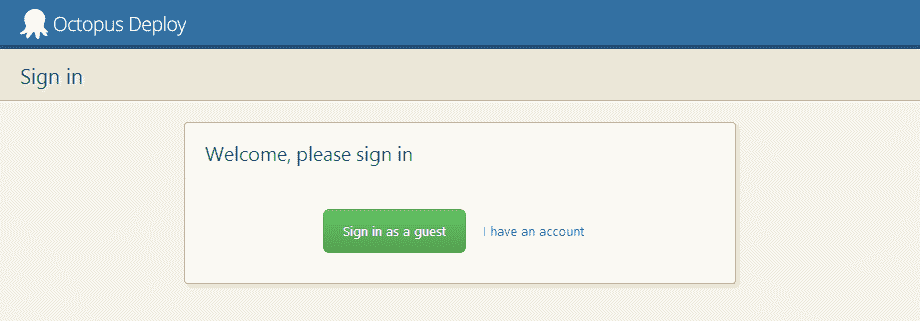 Octopus Deploy
Sign in
Welcome, please sign in
Sign in as a guest
I have an account